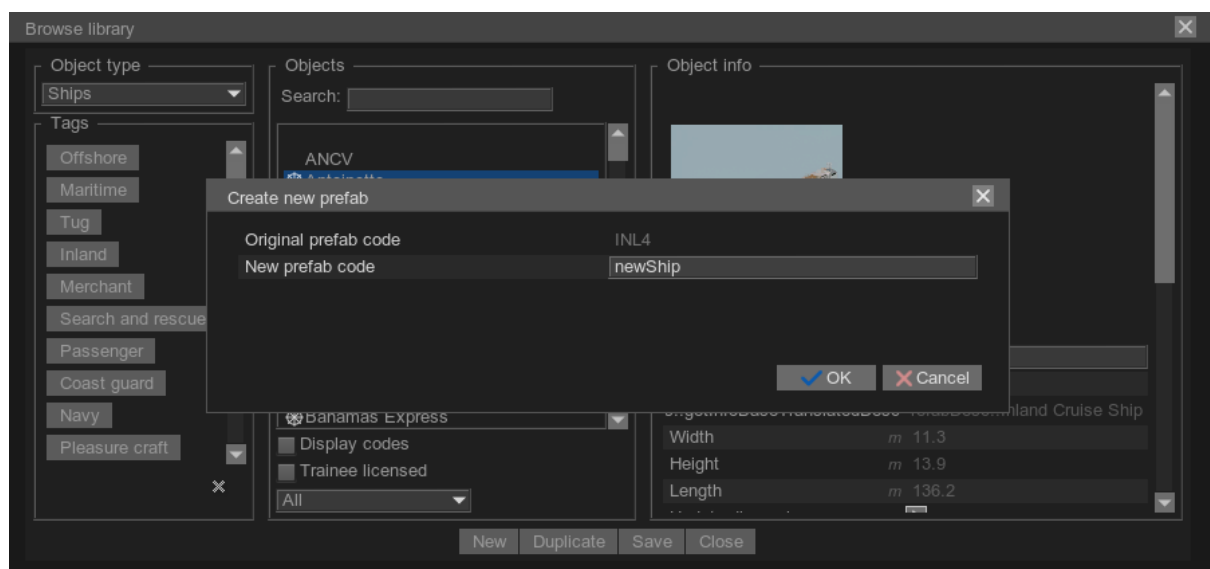 Browse library
Object type
Ships
Tags
Offshore
Maritime
Tug
Inland
Merchant
Search and rescue
Passenger
Coast guard
Navy
Pleasure craft
Objects
Search:
ANCV
Antoinette
Bahamas Express
Display codes
Trainee licensed
All
Object info
Inland Cruise Ship
Width m 11.3
Height m 13.9
Length m 136.2
Create new prefab
Original prefab code INL4
New prefab code newShip
OK Cancel
New Duplicate Save Close